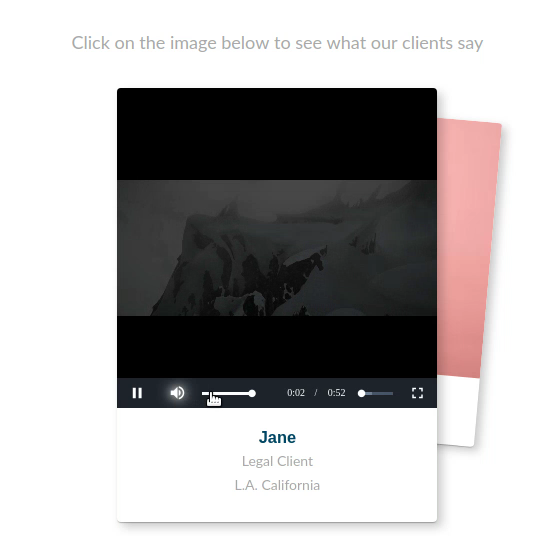 Click on the image below to see what our clients say
0:02 / 0:52
Jane
Legal Client
L.A. California